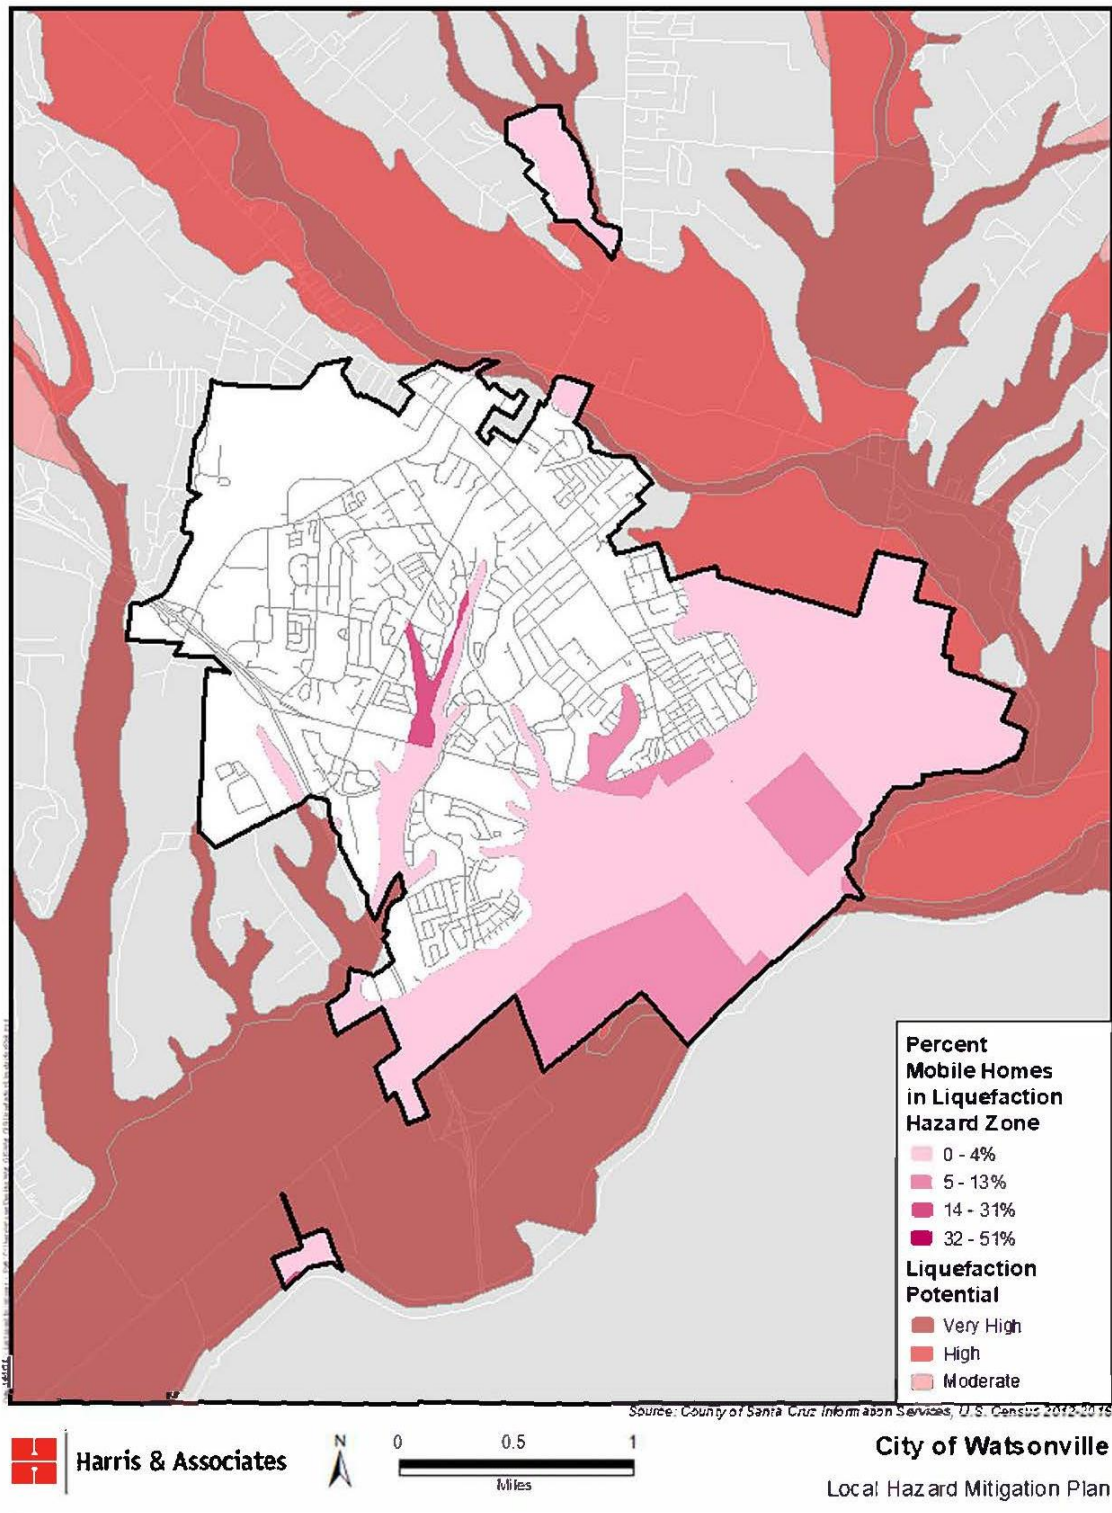 Percent
Mobile Homes
in Liquefaction
Hazard Zone
0 - 4%
5 - 13%
14 - 31%
32 - 51%
Liquefaction
Potential
Very High
High
Moderate
Source: County of Santa Cruz Information Services, U.S. Census 2012-2016
Harris & Associates
N
0 0.5 1
Miles
City of Watsonville
Local Hazard Mitigation Plan